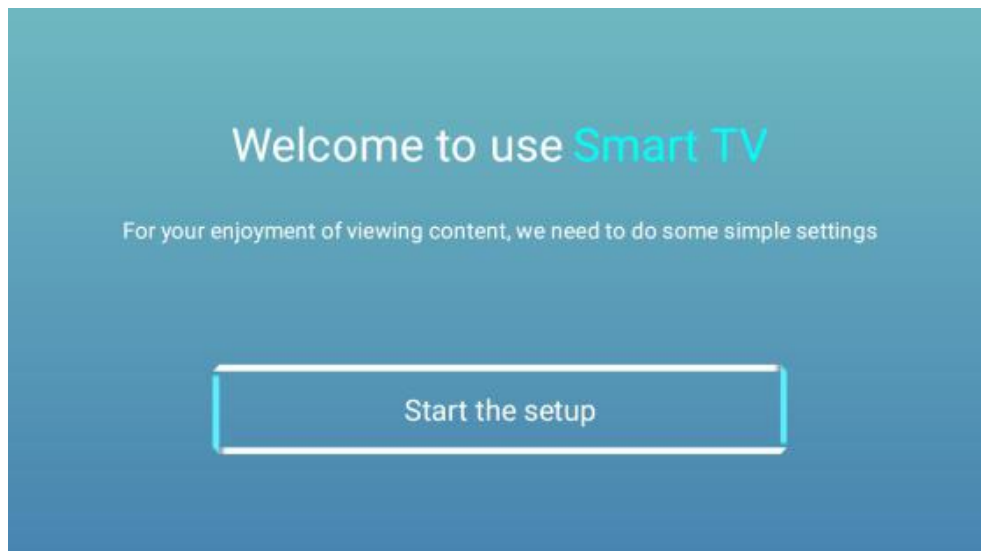 Welcome to use Smart TV
For your enjoyment of viewing content, we need to do some simple settings
Start the setup